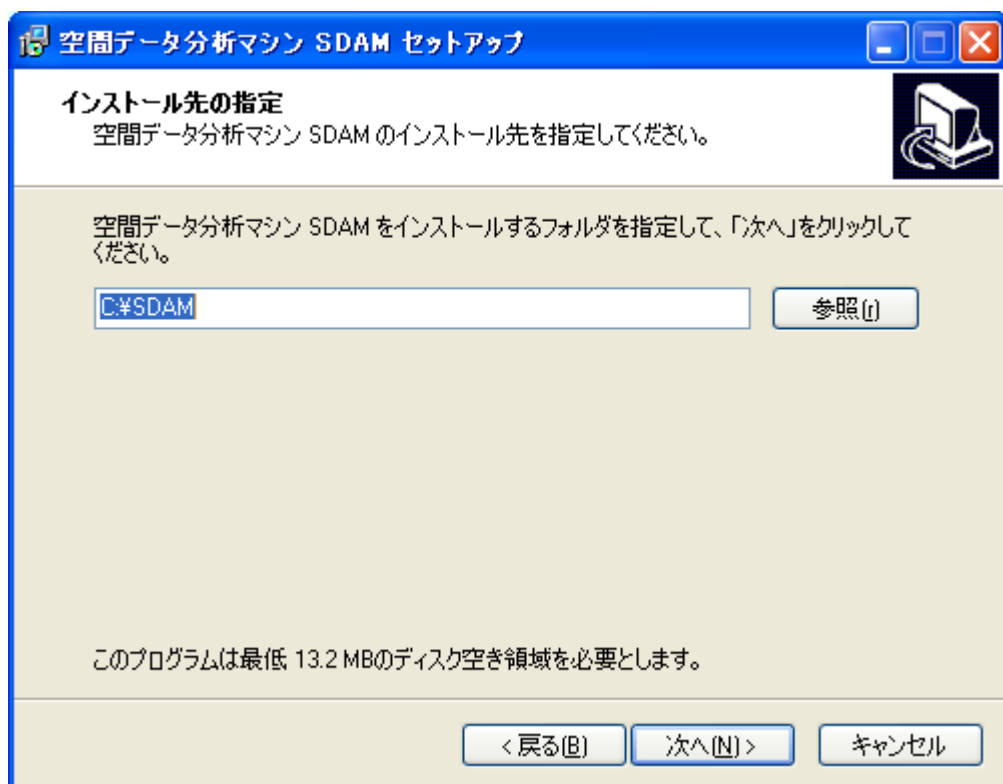 空間データ分析マシン SDAM セットアップ
インストール先の指定
空間データ分析マシン SDAM のインストール先を指定してください。
空間データ分析マシン SDAM をインストールするフォルダを指定して、「次へ」をクリックして
ください。
C:¥SDAM
参照(r)
このプログラムは最低 13.2 MBのディスク空き領域を必要とします。
< 戻る(B)
次へ(N) >
キャンセル